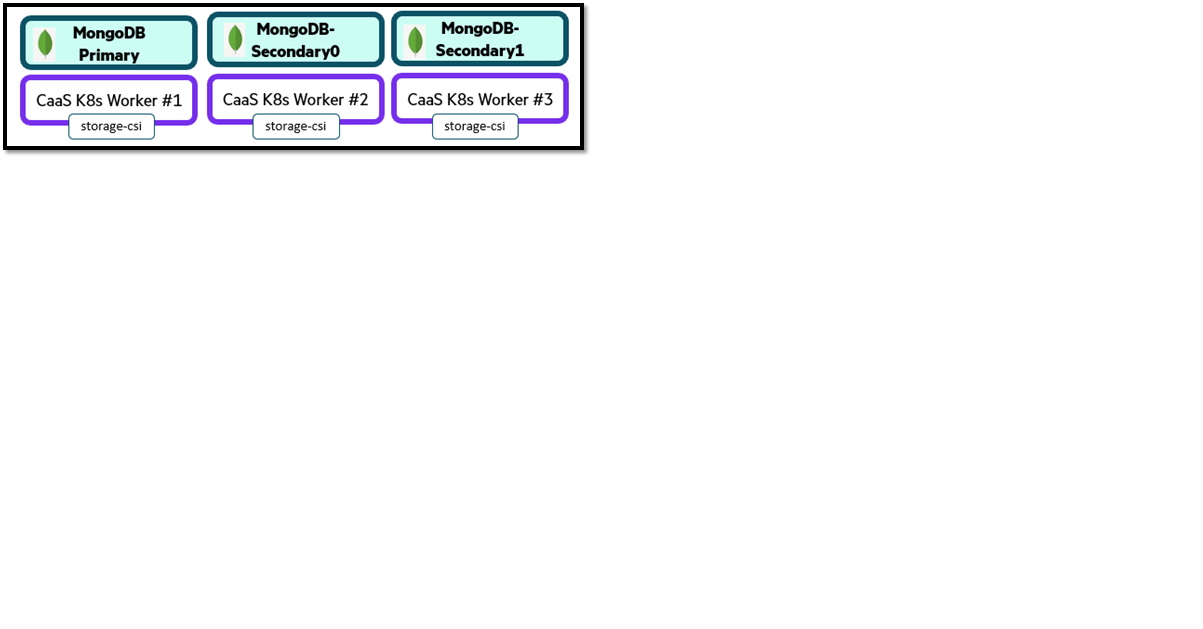 MongoDB
Primary
MongoDB-
Secondary0
MongoDB-
Secondary1
CaaS K8s Worker #1
CaaS K8s Worker #2
CaaS K8s Worker #3
storage-csi
storage-csi
storage-csi